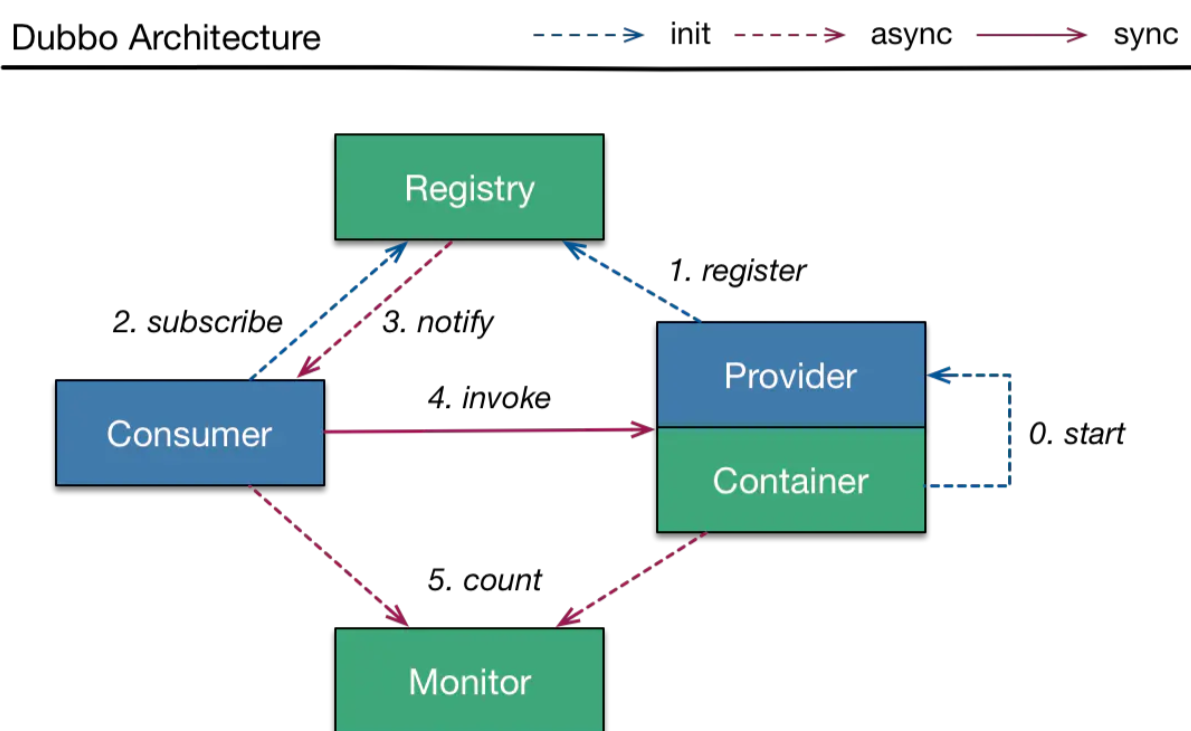 Dubbo Architecture
init
async
sync
Registry
1. register
2. subscribe
3. notify
Provider
4. invoke
Consumer
0. start
Container
5. count
Monitor